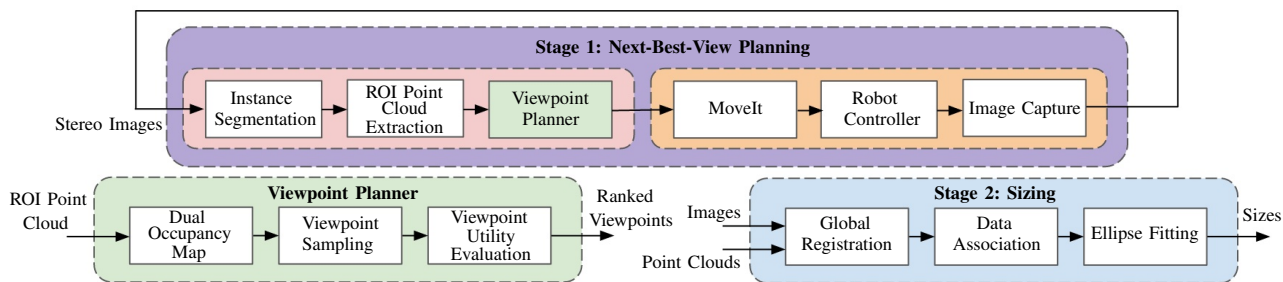 Stage 1: Next-Best-View Planning
Stereo Images
Instance
Segmentation
ROI Point
Cloud
Extraction
Viewpoint
Planner
MoveIt
Robot
Controller
Image Capture
Viewpoint Planner
ROI Point
Cloud
Dual
Occupancy
Map
Viewpoint
Sampling
Viewpoint
Utility
Evaluation
Ranked
Viewpoints
Stage 2: Sizing
Images
Point Clouds
Global
Registration
Data
Association
Ellipse Fitting
Sizes